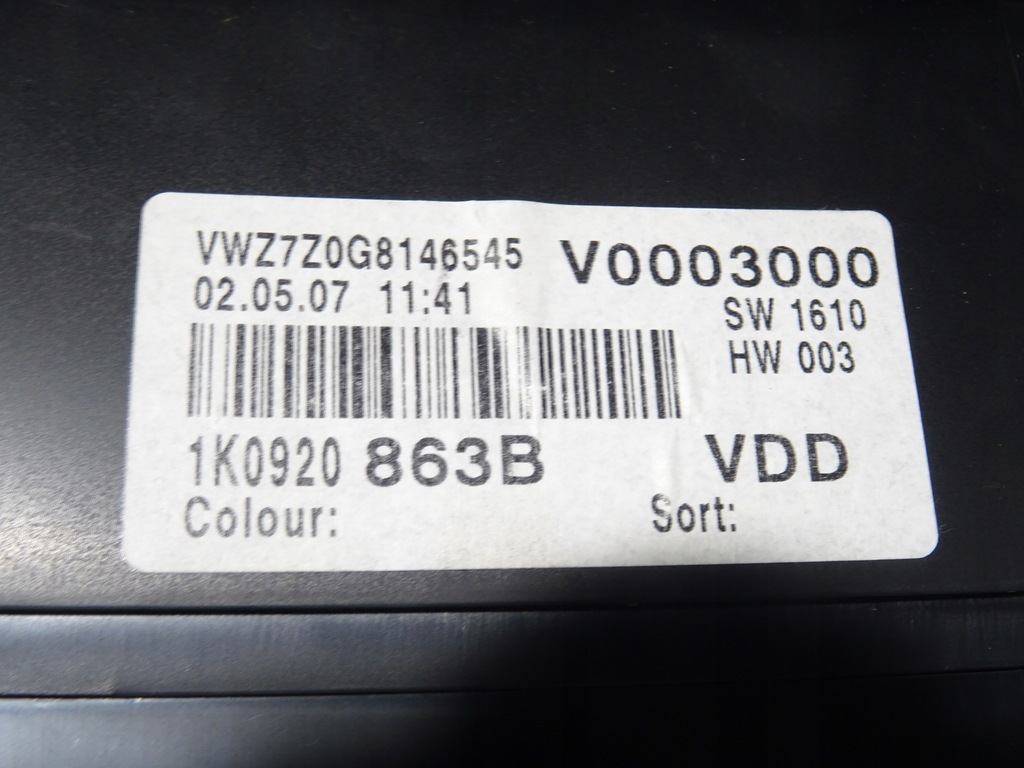 VWZ7Z0G8146545 V0003000
02.05.07 11:41 SW 1610
HW 003
1K0920 863B VDD
Colour: Sort: